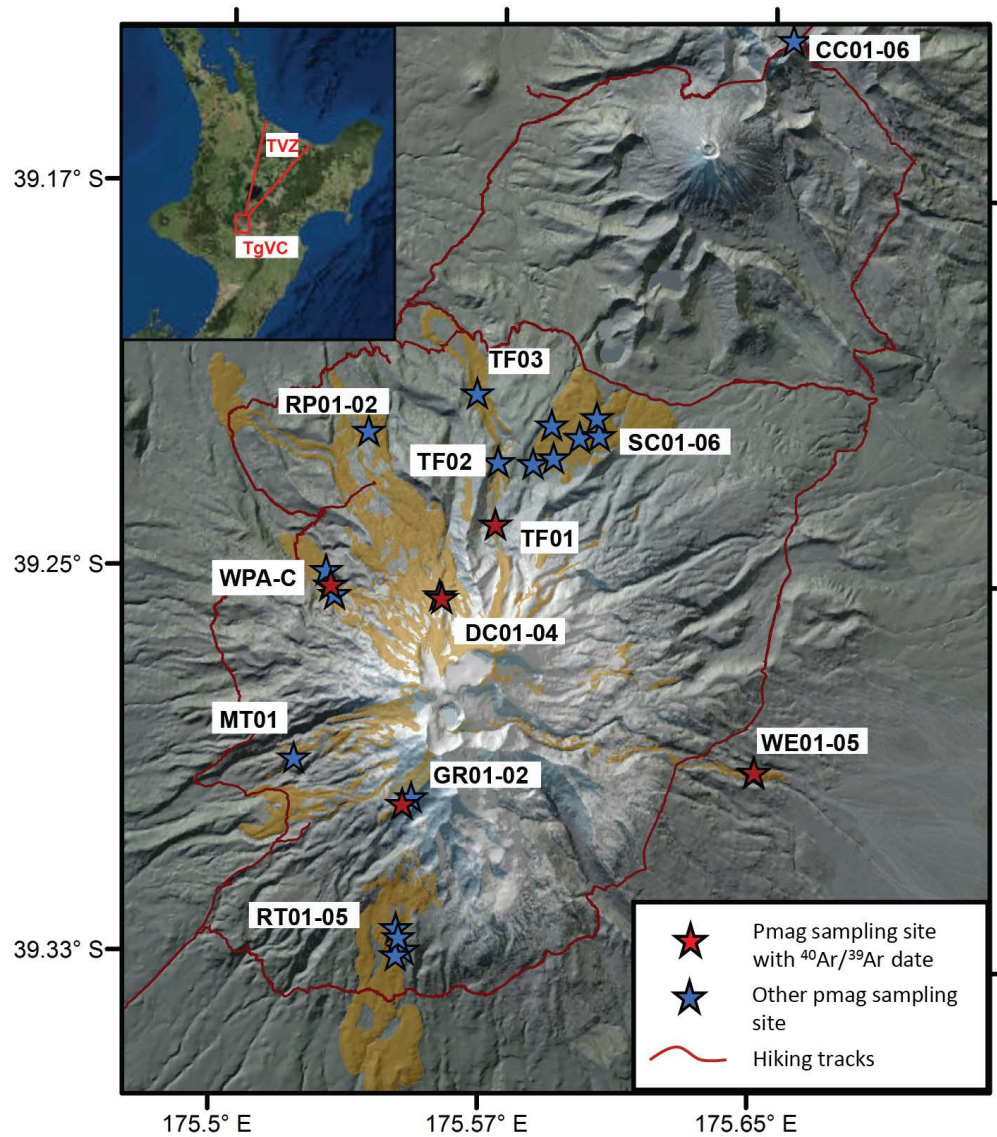 CC01-06
TVZ
39.17° S
TgVC
TF03
RP01-02
SC01-06
TF02
TF01
39.25° S
WPA-C
DC01-04
MT01
WE01-05
GR01-02
RT01-05
39.33° S
Pmag sampling site
with ⁴⁰Ar/³⁹Ar date
Other pmag sampling
site
Hiking tracks
175.5° E
175.57° E
175.65° E